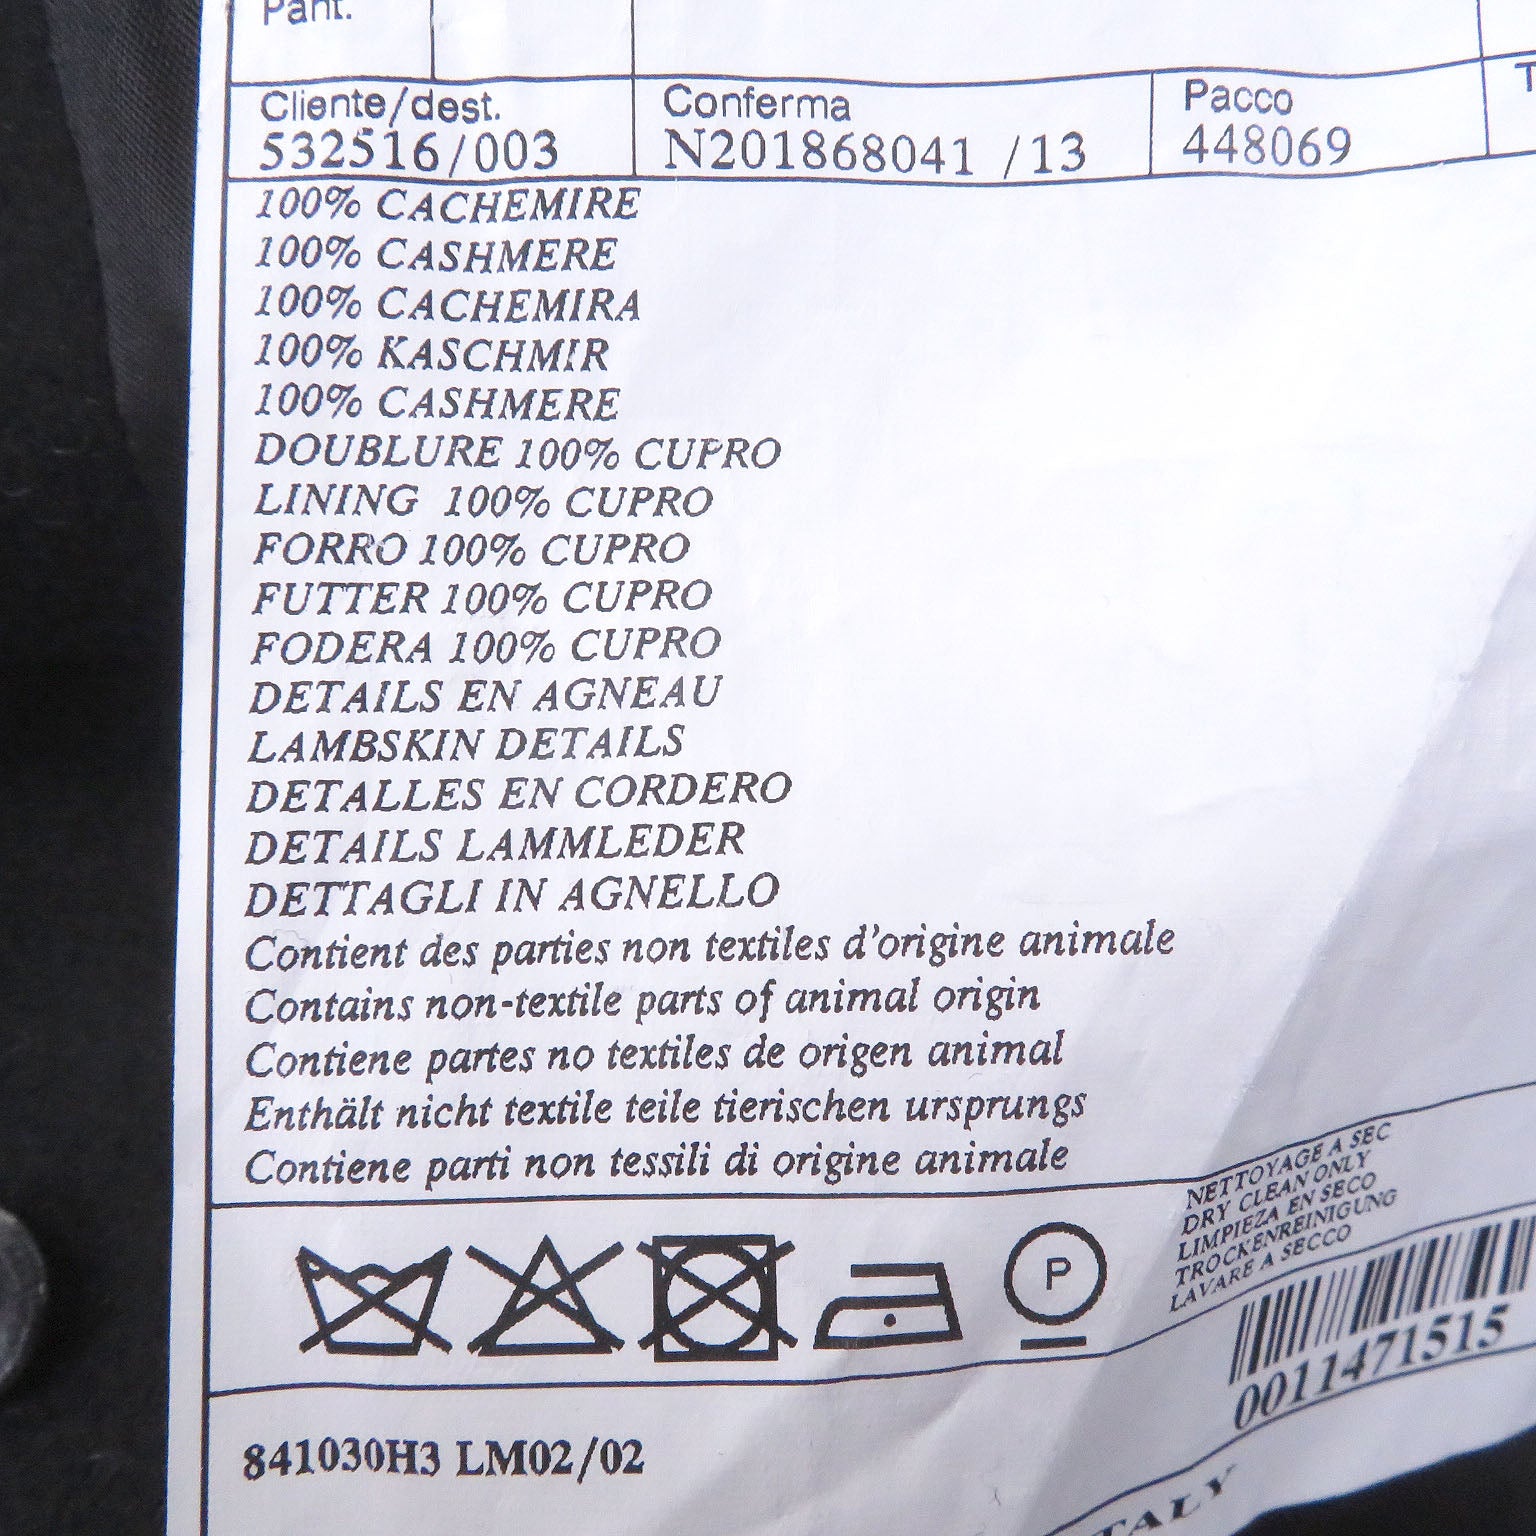 Pant.
Cliente/dest. Conferma Pacco T
532516/003 N201868041 /13 448069
100% CACHEMIRE
100% CASHMERE
100% CACHEMIRA
100% KASCHMIR
100% CASHMERE
DOUBLURE 100% CUPRO
LINING 100% CUPRO
FORRO 100% CUPRO
FUTTER 100% CUPRO
FODERA 100% CUPRO
DETAILS EN AGNEAU
LAMBSKIN DETAILS
DETALLES EN CORDERO
DETAILS LAMMLEDER
DETTAGLI IN AGNELLO
Contient des parties non textiles d'origine animale
Contains non-textile parts of animal origin
Contiene partes no textiles de origen animal
Enthält nicht textile teile tierischen ursprungs
Contiene parti non tessili di origine animale
NETTOYAGE A SEC
DRY CLEAN ONLY
LIMPIEZA EN SECO
TROCKENREINIGUNG
LAVARE A SECCO
P
0011471515
841030H3 LM02/02
TALY